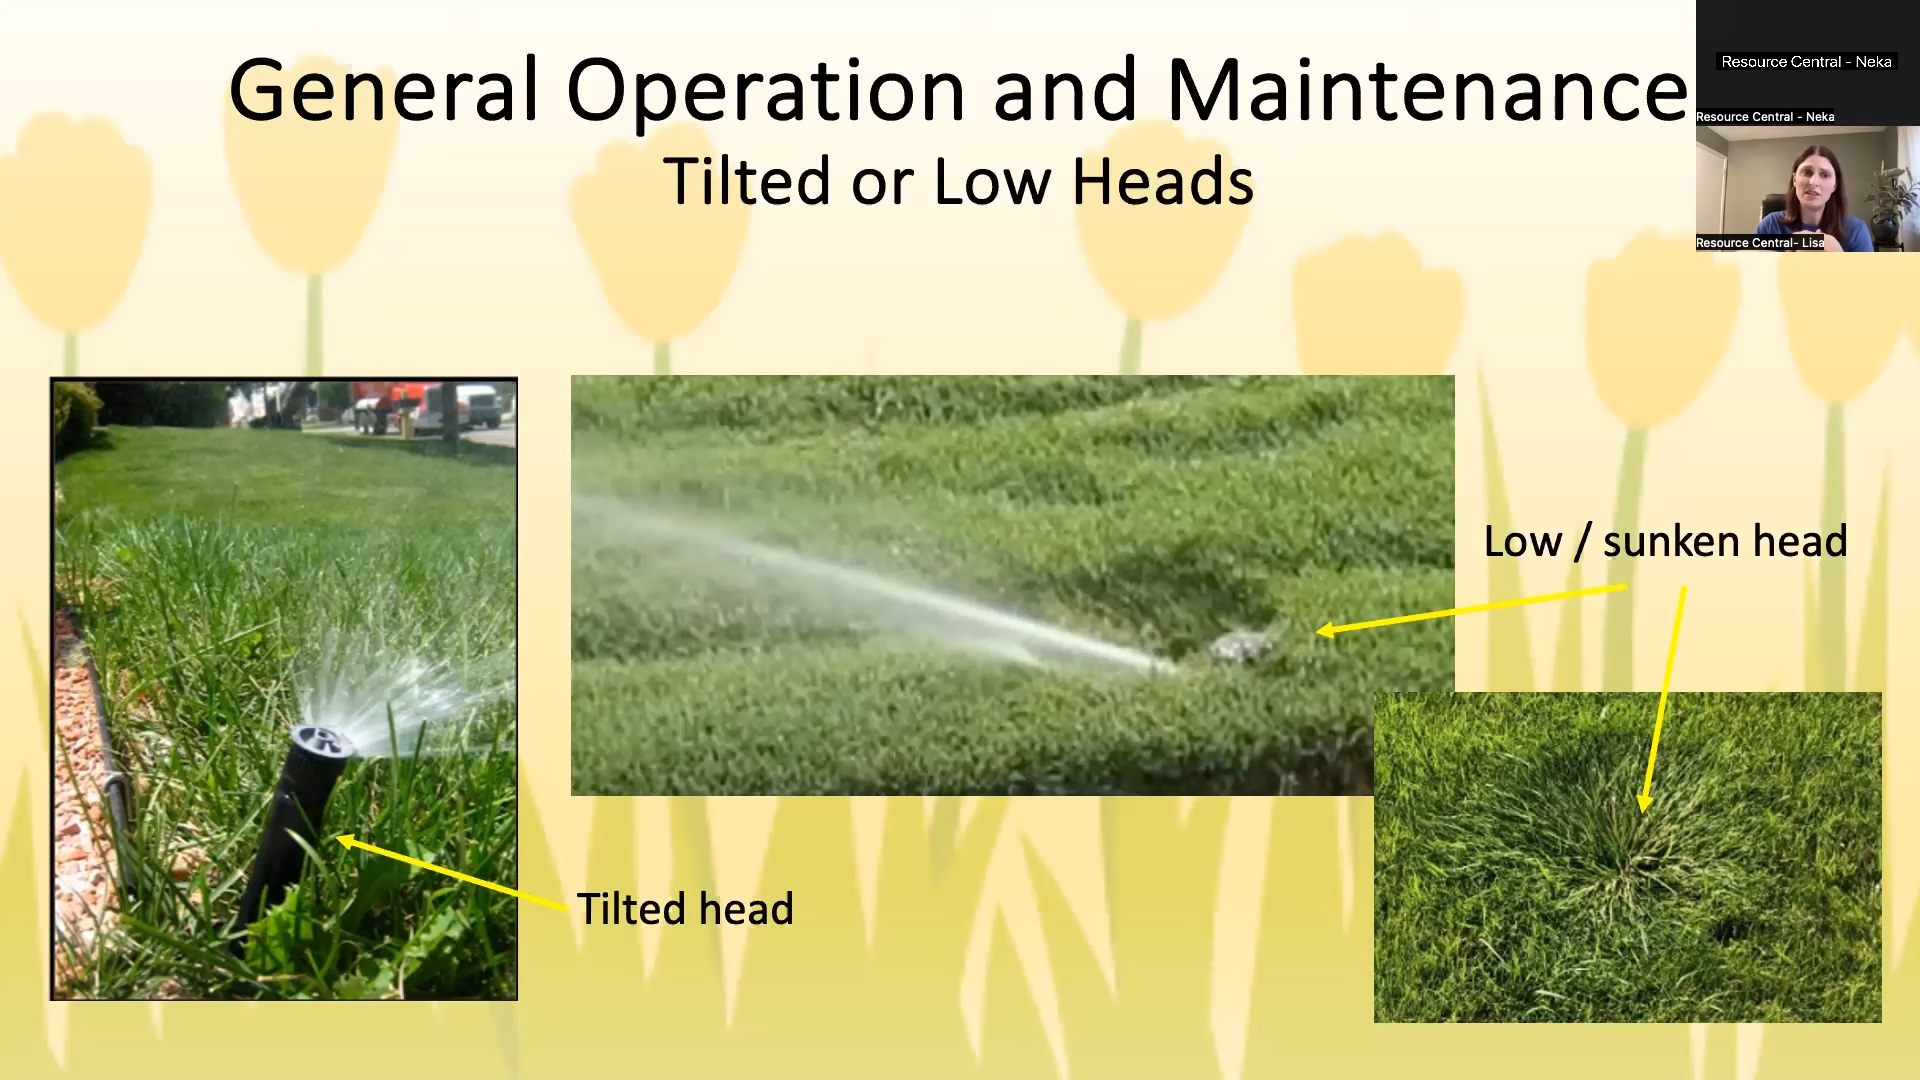 General Operation and Maintenance
Tilted or Low Heads
Resource Central - Neka
Resource Central - Neka
Resource Central- Lisa
Low / sunken head
Tilted head
R